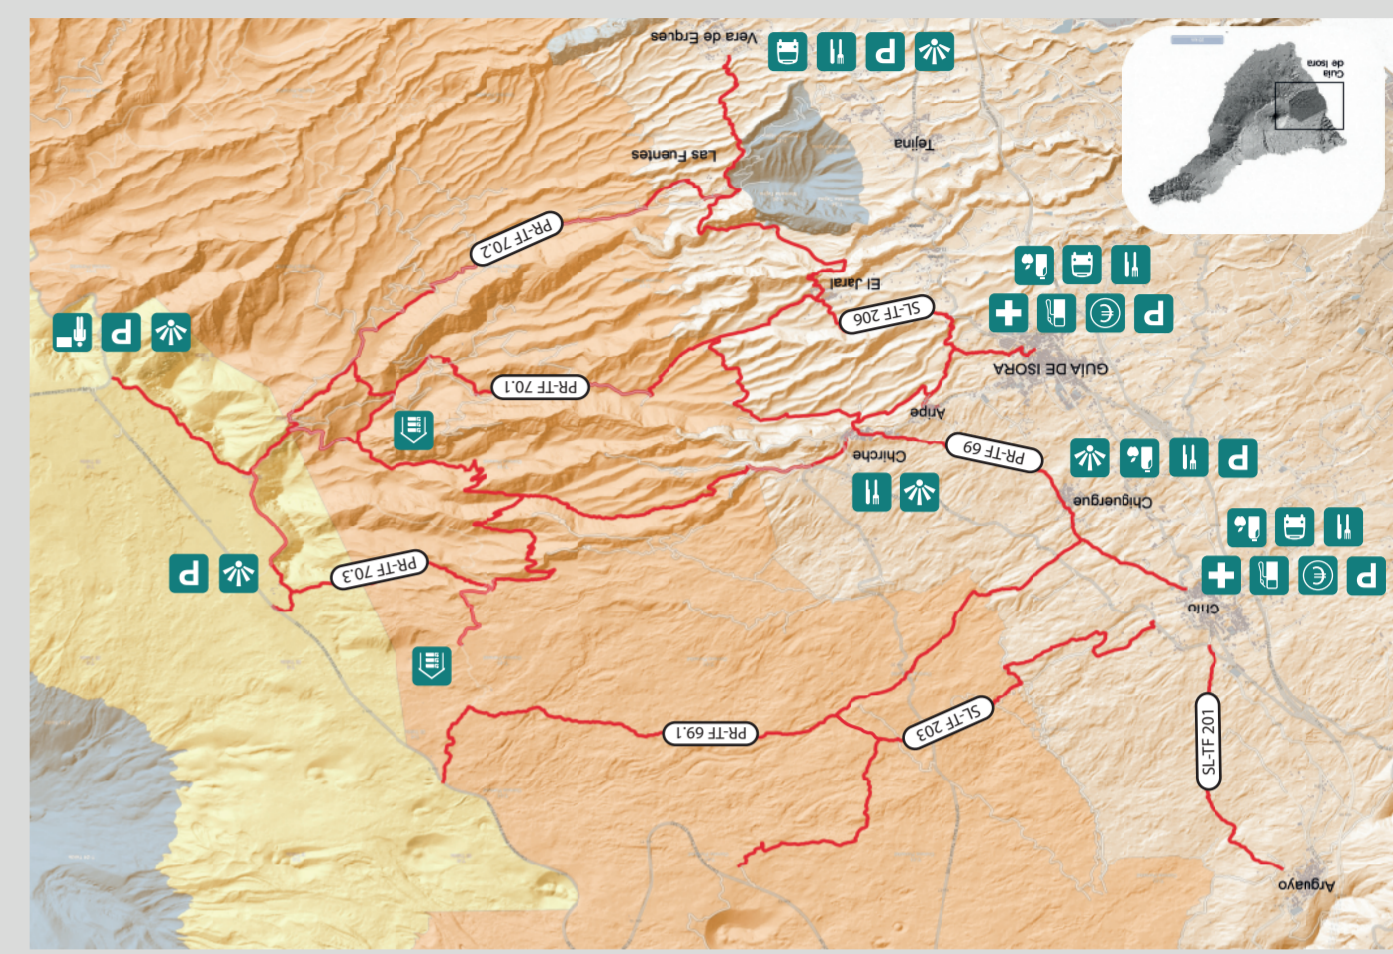 Arguayo
SL-TF 201
Chío
P
SL-TF 203
PR-TF 69.1
P
Chiguergue
PR-TF 69
Chirche
PR-TF 70.3
P
Aripe
GUÍA DE ISORA
PR-TF 70.1
P
SL-TF 206
P
El Jaral
PR-TF 70.2
Las Fuentes
Tejina
Vera de Erques
P
Guía
de Isora